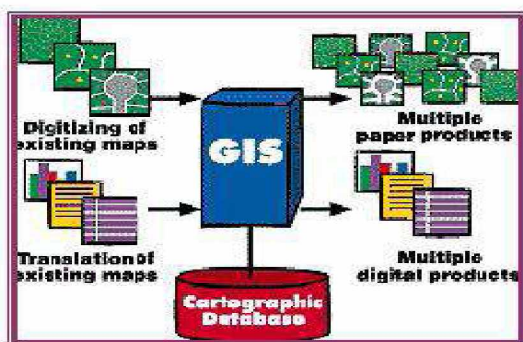 Digitizing of
existing maps
GIS
Multiple
paper products
Translation of
existing maps
Multiple
digital products
Cartographic
Database